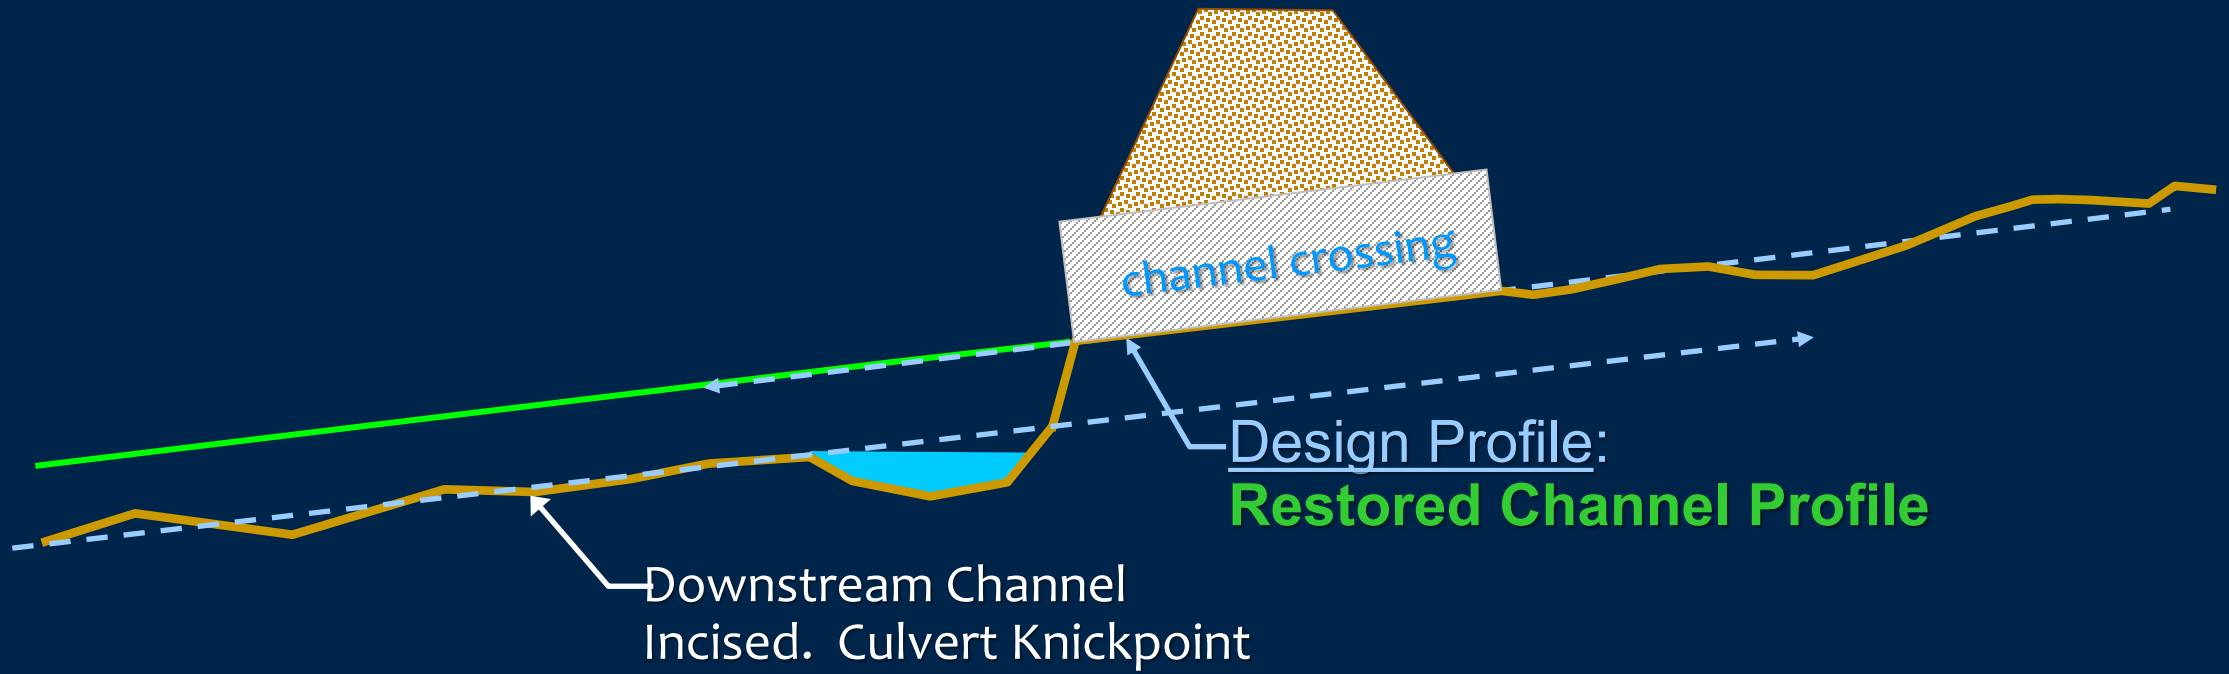 channel crossing
Design Profile:
Restored Channel Profile
Downstream Channel
Incised. Culvert Knickpoint